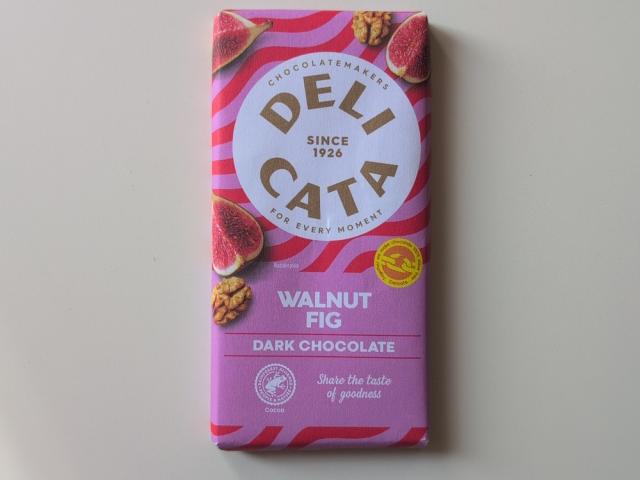 CHOCOLATEMAKERS
DELI
SINCE
1926
CATA
FOR EVERY MOMENT
WALNUT
FIG
DARK CHOCOLATE
Share the taste
of goodness
Cocoa